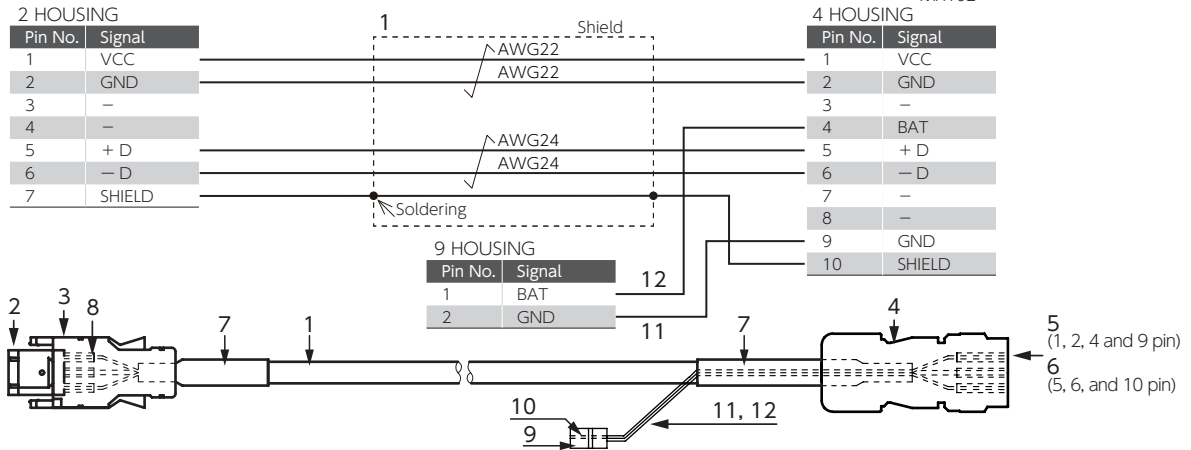 2 HOUSING
Pin No. Signal
1 VCC
2 GND
3 −
4 −
5 + D
6 − D
7 SHIELD
1
Shield
AWG22
AWG22
AWG24
AWG24
Soldering
4 HOUSING
Pin No. Signal
1 VCC
2 GND
3 −
4 BAT
5 + D
6 − D
7 −
8 −
9 GND
10 SHIELD
9 HOUSING
Pin No. Signal
1 BAT
2 GND
12
11
2
3
8
7
1
7
4
5
(1, 2, 4 and 9 pin)
6
(5, 6, and 10 pin)
10
9
11, 12